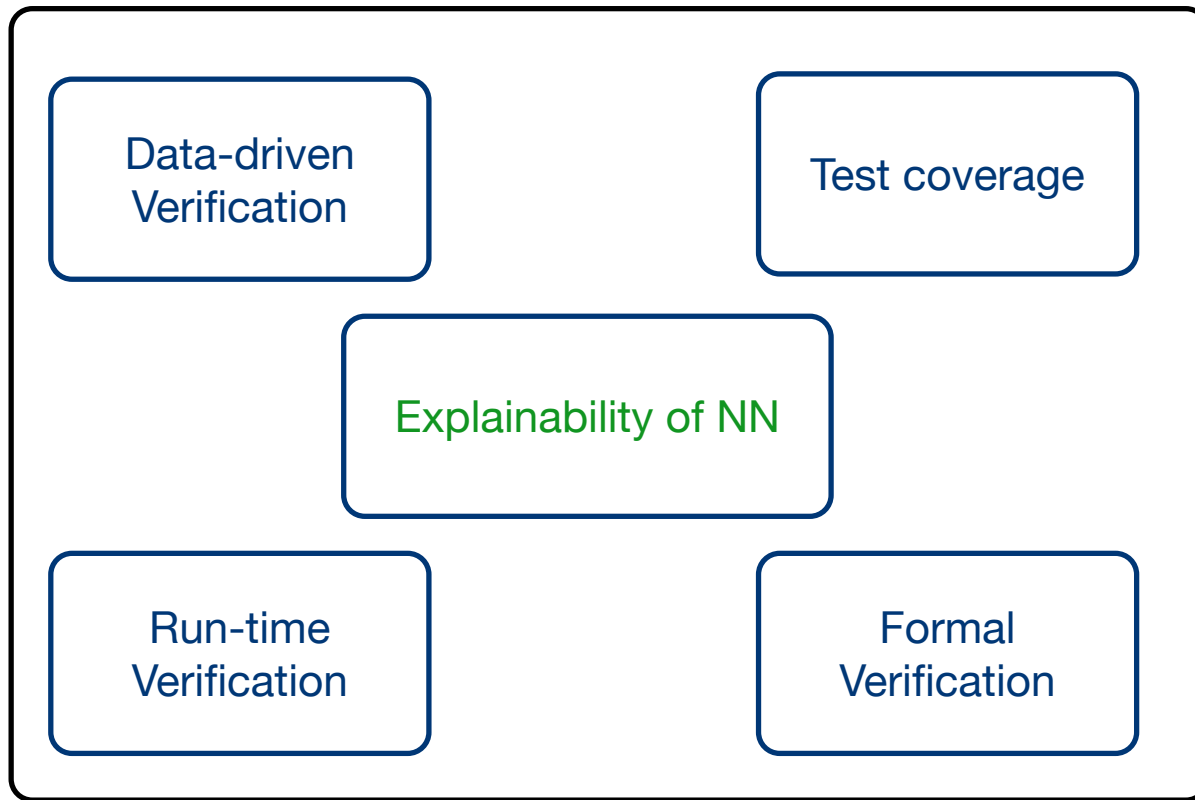 Data-driven
Verification
Test coverage
Explainability of NN
Run-time
Verification
Formal
Verification